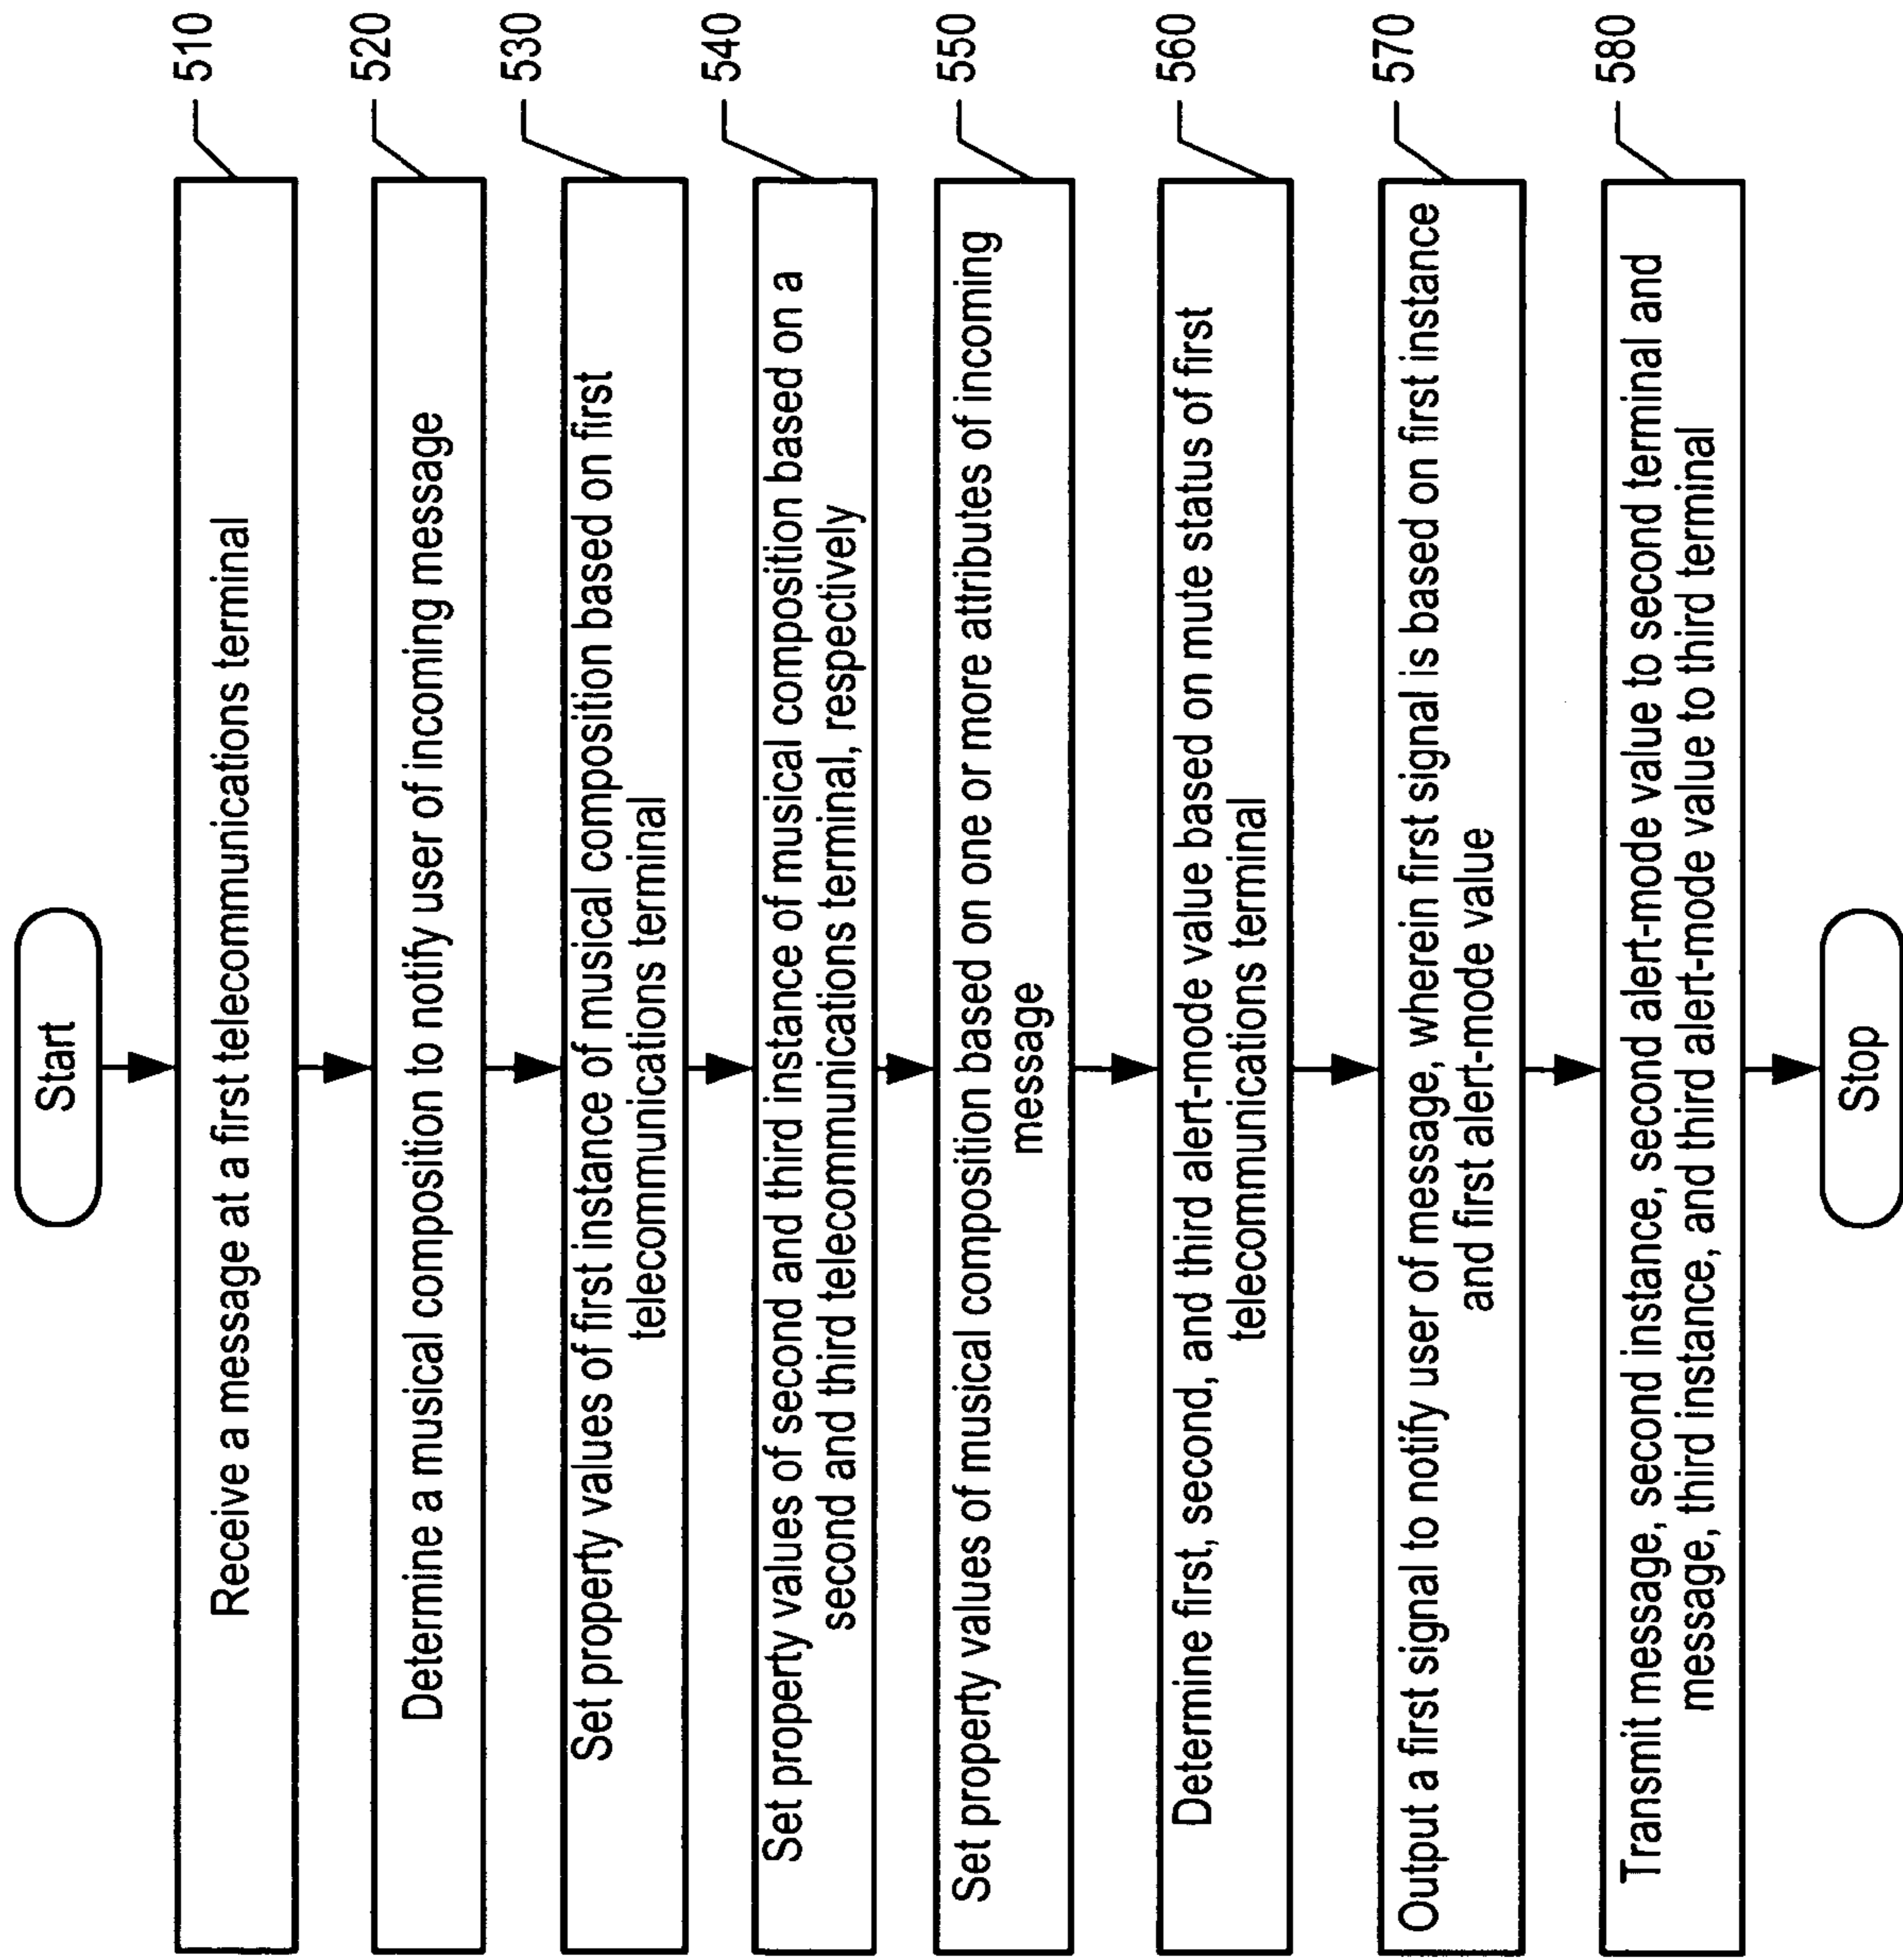 Start
Receive a message at a first telecommunications terminal
510
Determine a musical composition to notify user of incoming message
520
Set property values of first instance of musical composition based on first
telecommunications terminal
530
Set property values of second and third instance of musical composition based on a
second and third telecommunications terminal, respectively
540
Set property values of musical composition based on one or more attributes of incoming
message
550
Determine first, second, and third alert-mode value based on mute status of first
telecommunications terminal
560
Output a first signal to notify user of message, wherein first signal is based on first instance
and first alert-mode value
570
Transmit message, second instance, second alert-mode value to second terminal and
message, third instance, and third alert-mode value to third terminal
580
Stop